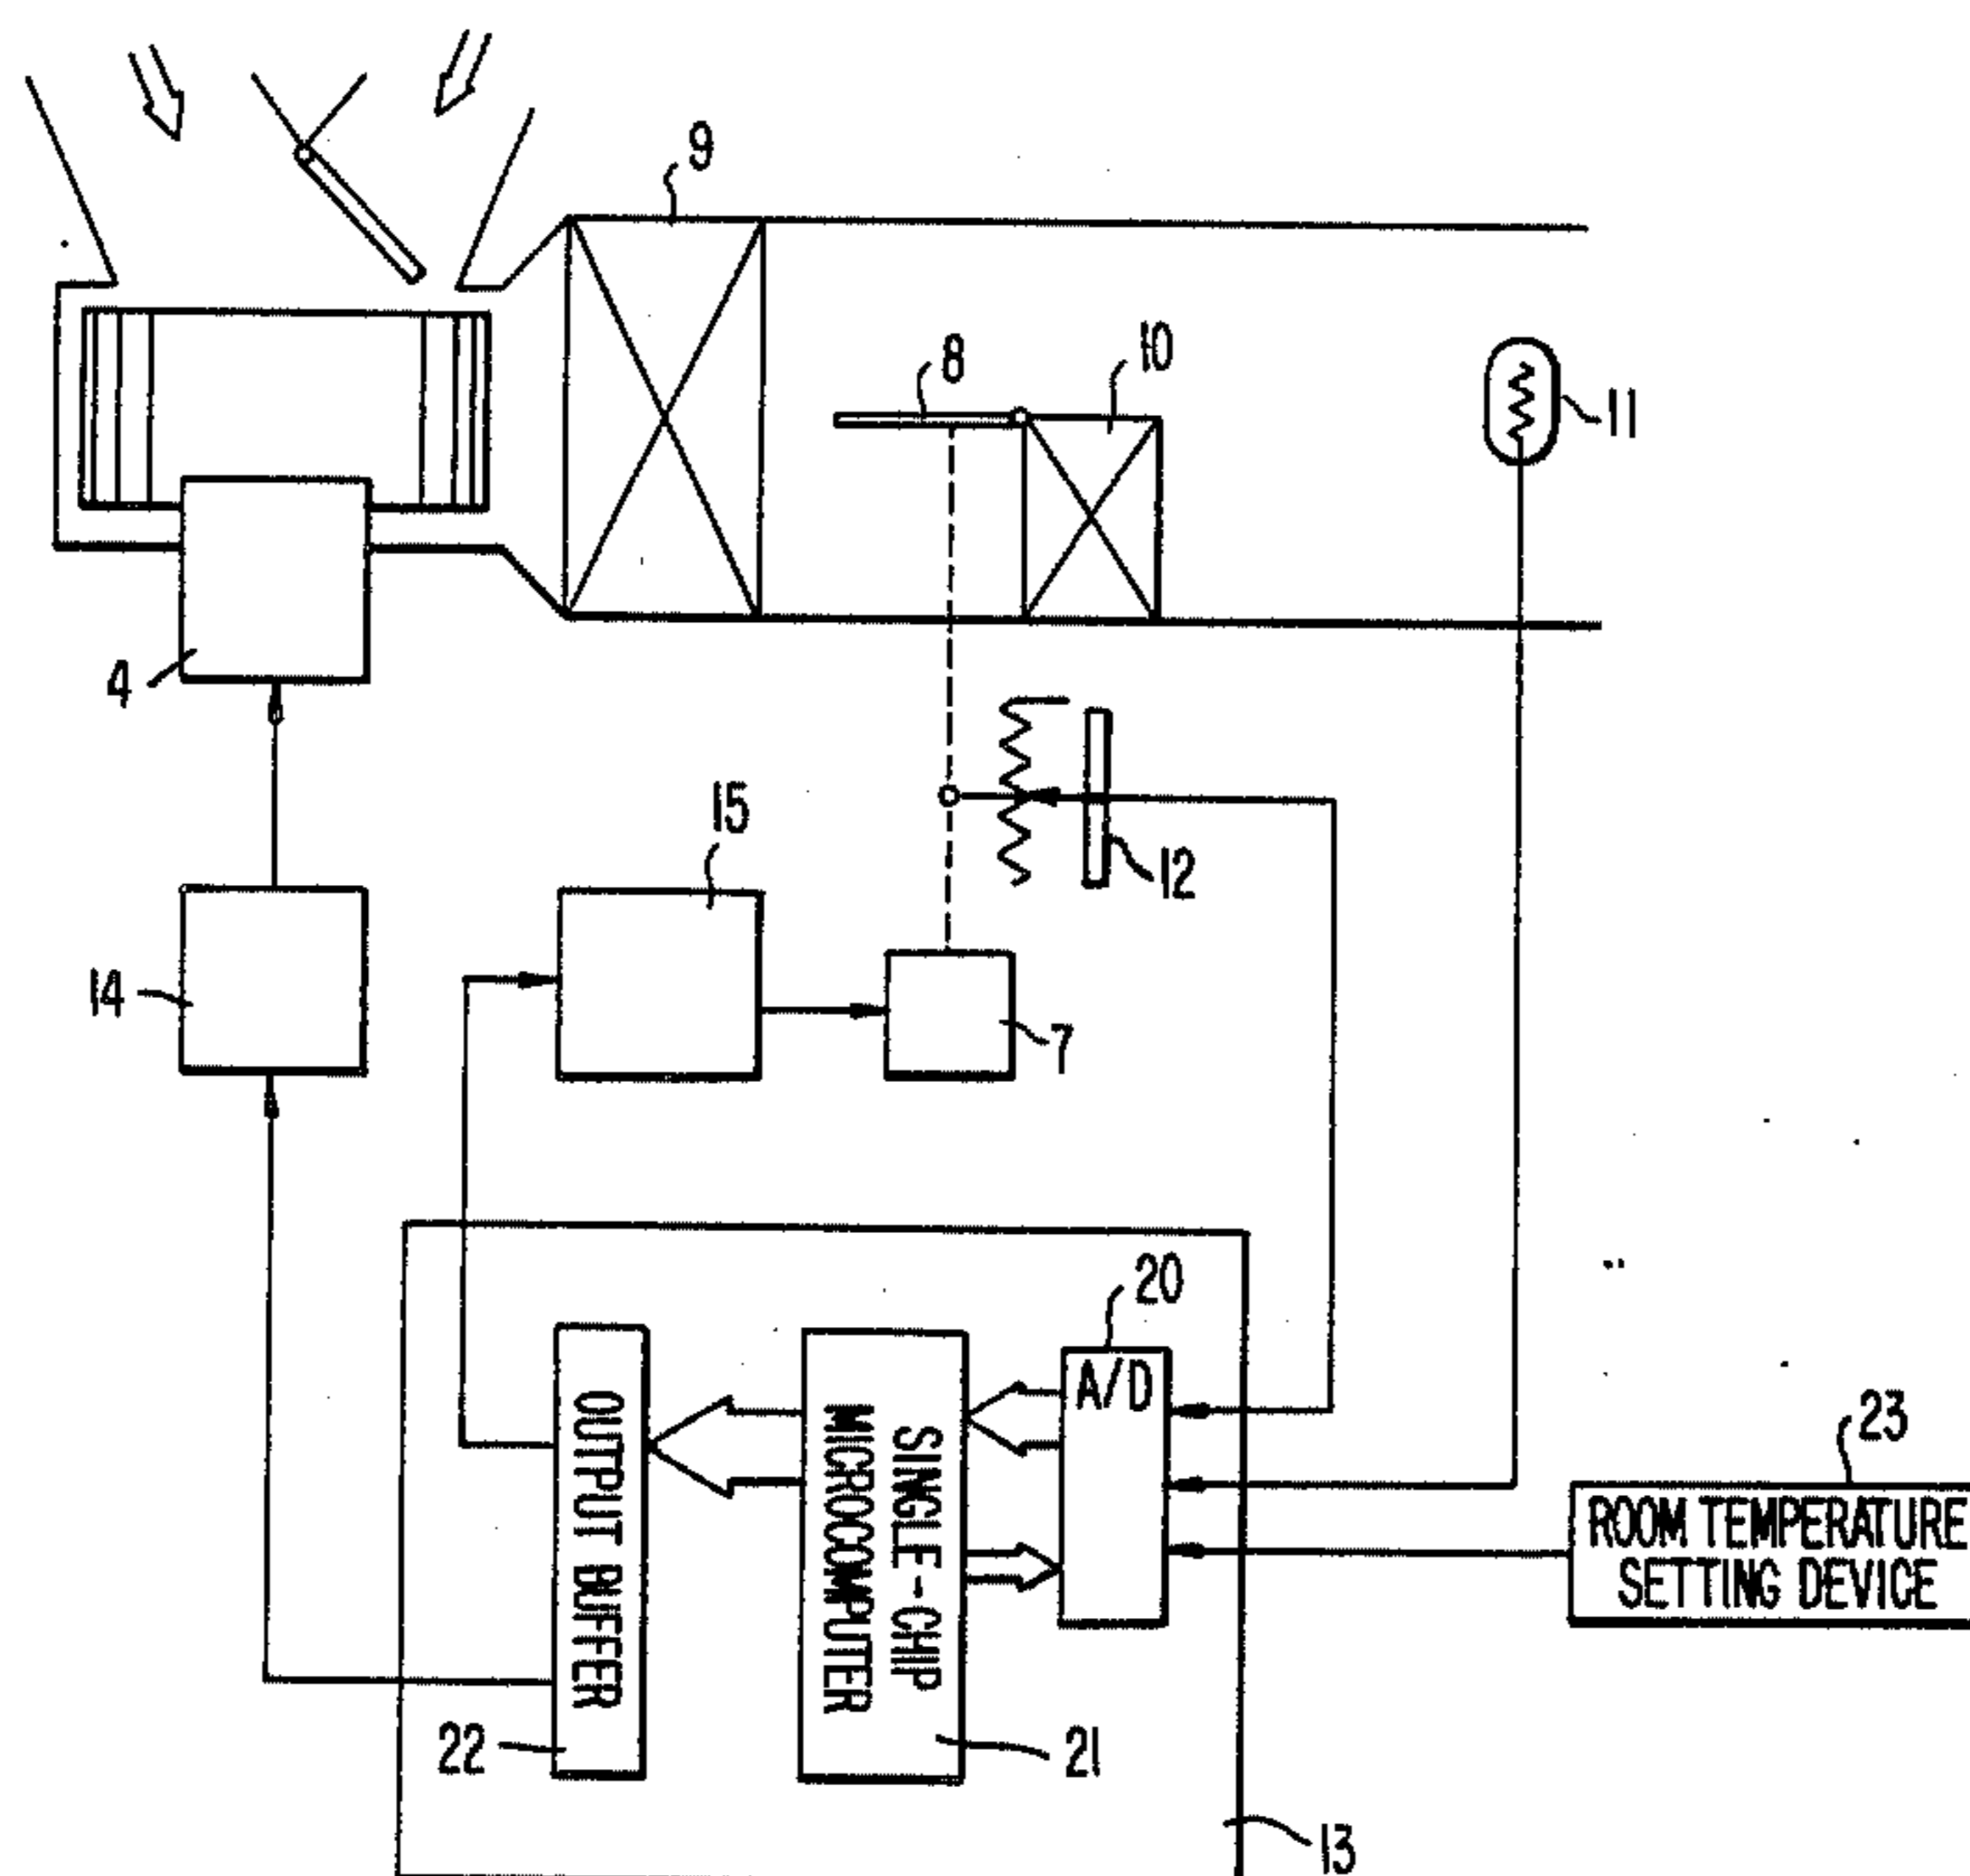 9
8
10
11
4
15
12
14
7
20
A/D
23
ROOM TEMPERATURE
SETTING DEVICE
OUTPUT BUFFER
SINGLE-CHIP
MICROCOMPUTER
22
21
13